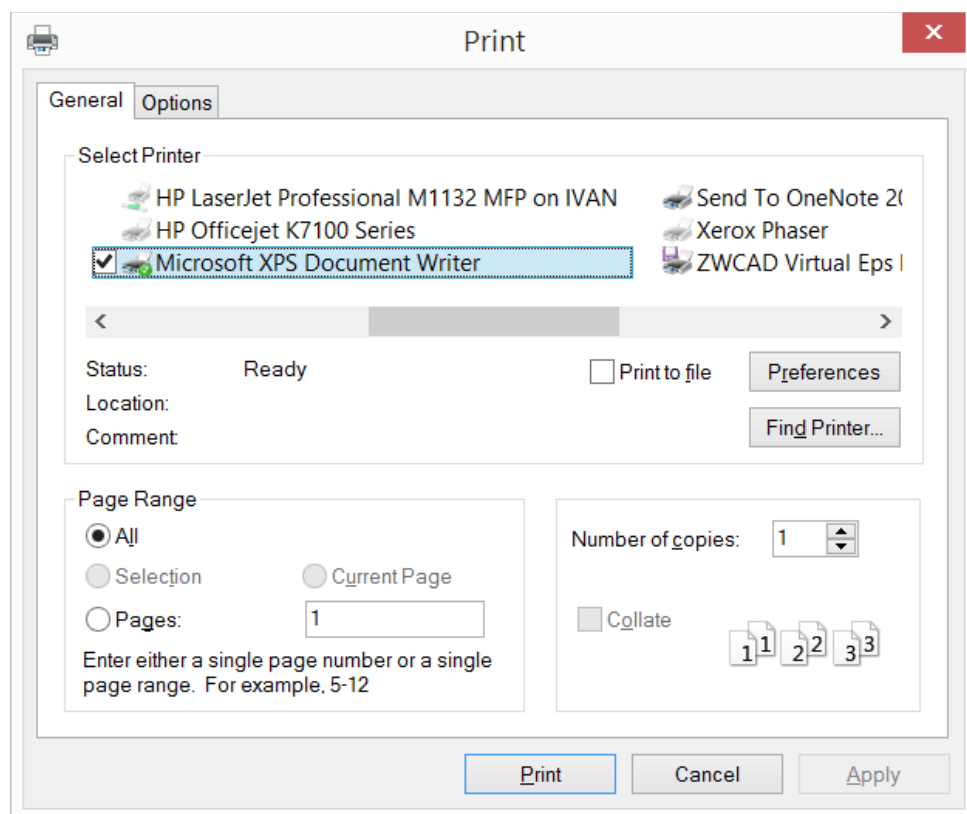 Print
General Options
Select Printer
HP LaserJet Professional M1132 MFP on IVAN Send To OneNote 20
HP Officejet K7100 Series Xerox Phaser
Microsoft XPS Document Writer ZWCAD Virtual Eps
Status: Ready Print to file Preferences
Location:
Comment: Find Printer...
Page Range
All Number of copies: 1
Selection Current Page
Pages: 1 Collate 1 1 2 2 3 3
Enter either a single page number or a single
page range. For example, 5-12
Print Cancel Apply